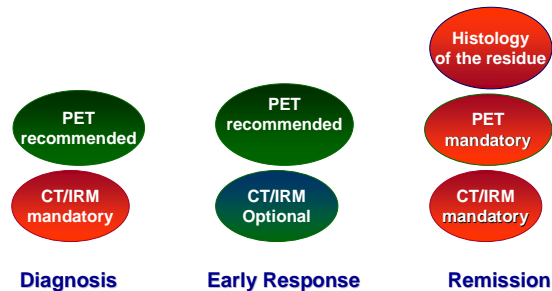 Histology
of the residue
PET
recommended
PET
recommended
PET
mandatory
CT/IRM
mandatory
CT/IRM
Optional
CT/IRM
mandatory
Diagnosis
Early Response
Remission